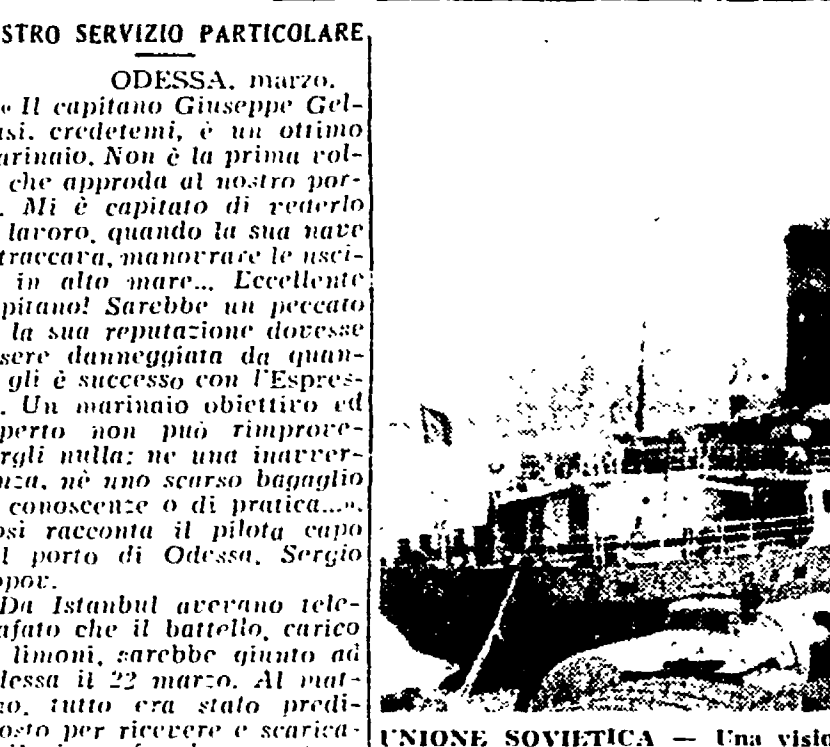 STRO SERVIZIO PARTICOLARE
ODESSA, marzo.
« Il capitano Giuseppe Gel-
asi, credetemi, è un ottimo
arinaio. Non è la prima vol-
che approda al nostro por-
. Mi è capitato di vederlo
lavoro, quando la sua nave
traccava, manovrare le usci-
in alto mare... Eccellente
pitano! Sarebbe un peccato
la sua reputazione dovesse
sere danneggiata da quan-
gli è successo con l'Espres-
. Un marinaio obiettivo ed
perto non può rimprove-
rgli nulla: ne una inavver-
nza, nè uno scarso bagaglio
conoscenze o di pratica...».
osì racconta il pilota capo
l porto di Odessa, Sergio
opov.
Da Istanbul avevano tele-
afato che il battello, carico
limoni, sarebbe giunto ad
dessa il 22 marzo. Al mat-
no, tutto era stato predi-
osto per ricevere e scarica-
UNIONE SOVIETICA — Una visio